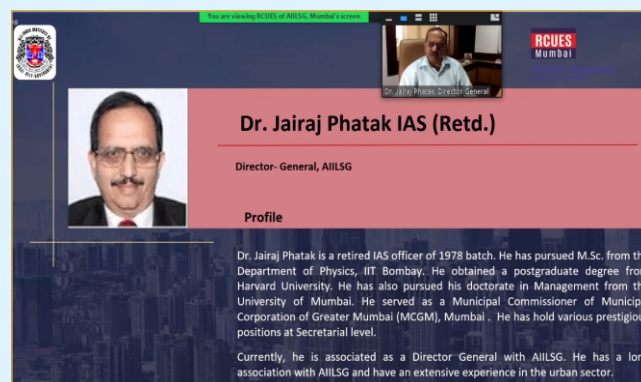 You are viewing RCUES of AIILSG, Mumbai's screen
Dr. Jairaj Phatak, Director General
RCUES
Mumbai
Dr. Jairaj Phatak IAS (Retd.)
Director- General, AIILSG
Profile
Dr. Jairaj Phatak is a retired IAS officer of 1978 batch. He has pursued M.Sc. from th
Department of Physics, IIT Bombay. He obtained a postgraduate degree fro
Harvard University. He has also pursued his doctorate in Management from th
University of Mumbai. He served as a Municipal Commissioner of Municip
Corporation of Greater Mumbai (MCGM), Mumbai . He has hold various prestigiou
positions at Secretarial level.
Currently, he is associated as a Director General with AIILSG. He has a lon
association with AIILSG and have an extensive experience in the urban sector.